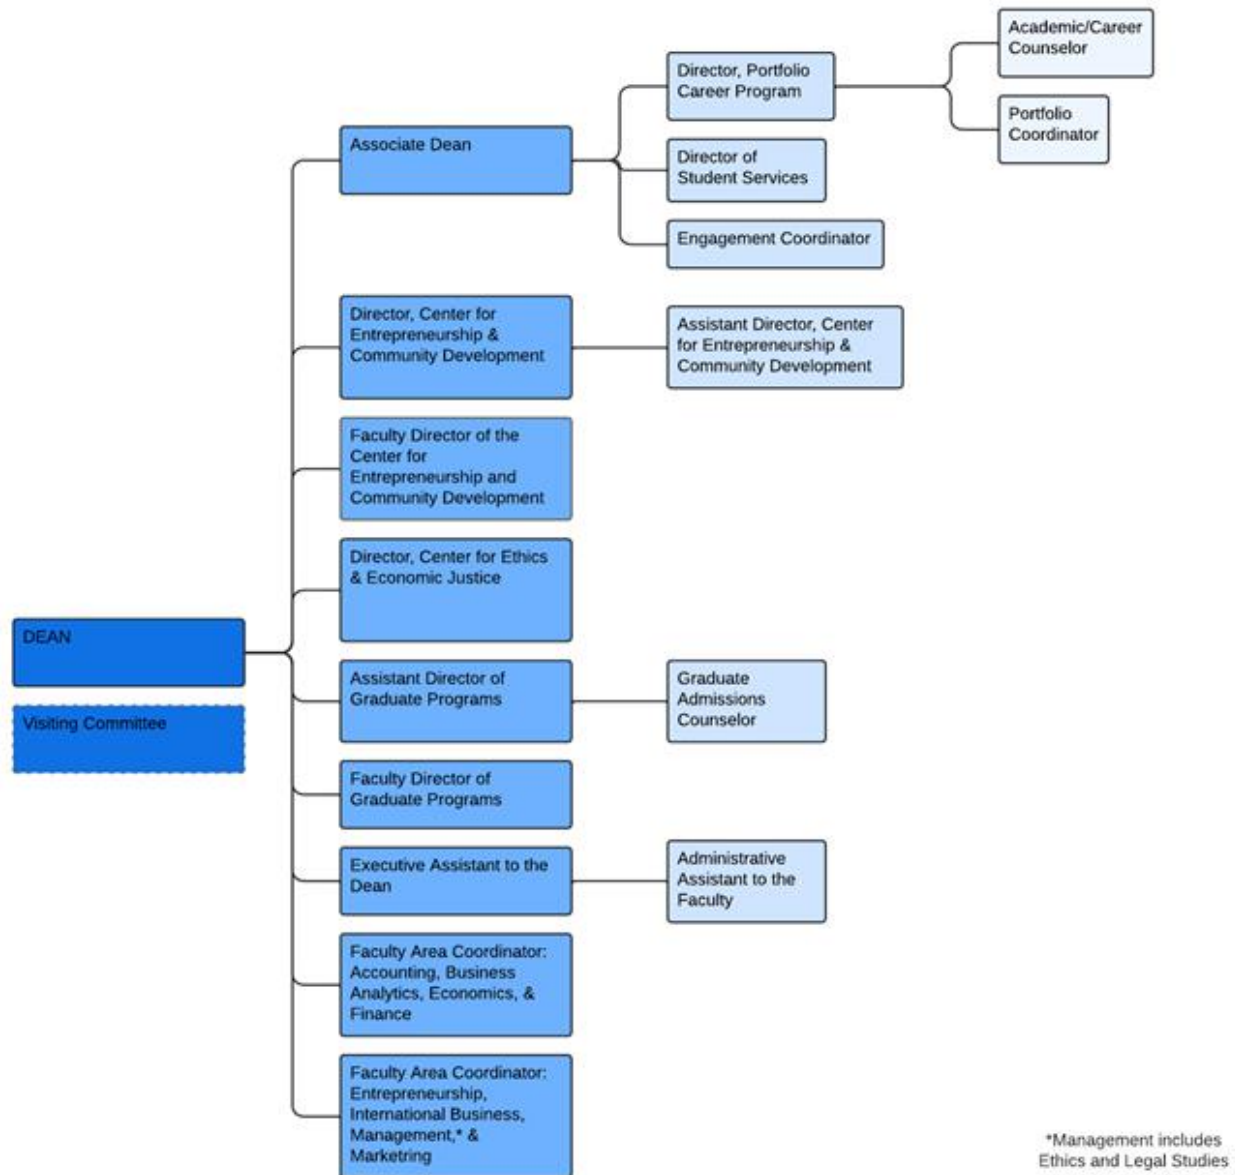 DEAN
Visiting Committee
Associate Dean
Director, Portfolio
Career Program
Academic/Career
Counselor
Portfolio
Coordinator
Director of
Student Services
Engagement Coordinator
Director, Center for
Entrepreneurship &
Community Development
Assistant Director, Center
for Entrepreneurship &
Community Development
Faculty Director of the
Center for
Entrepreneurship and
Community Development
Director, Center for Ethics
& Economic Justice
Assistant Director of
Graduate Programs
Graduate
Admissions
Counselor
Faculty Director of
Graduate Programs
Executive Assistant to the
Dean
Administrative
Assistant to the
Faculty
Faculty Area Coordinator:
Accounting, Business
Analytics, Economics, &
Finance
Faculty Area Coordinator:
Entrepreneurship,
International Business,
Management,* &
Marketring
*Management includes
Ethics and Legal Studies